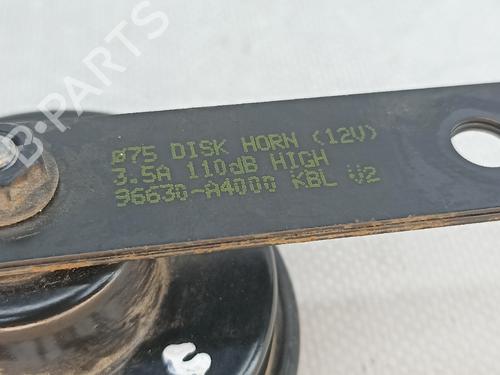 ø75 DISK HORN (12V)
3.5A 110dB HIGH
96630-A4000 KBL V2
B-PARTS